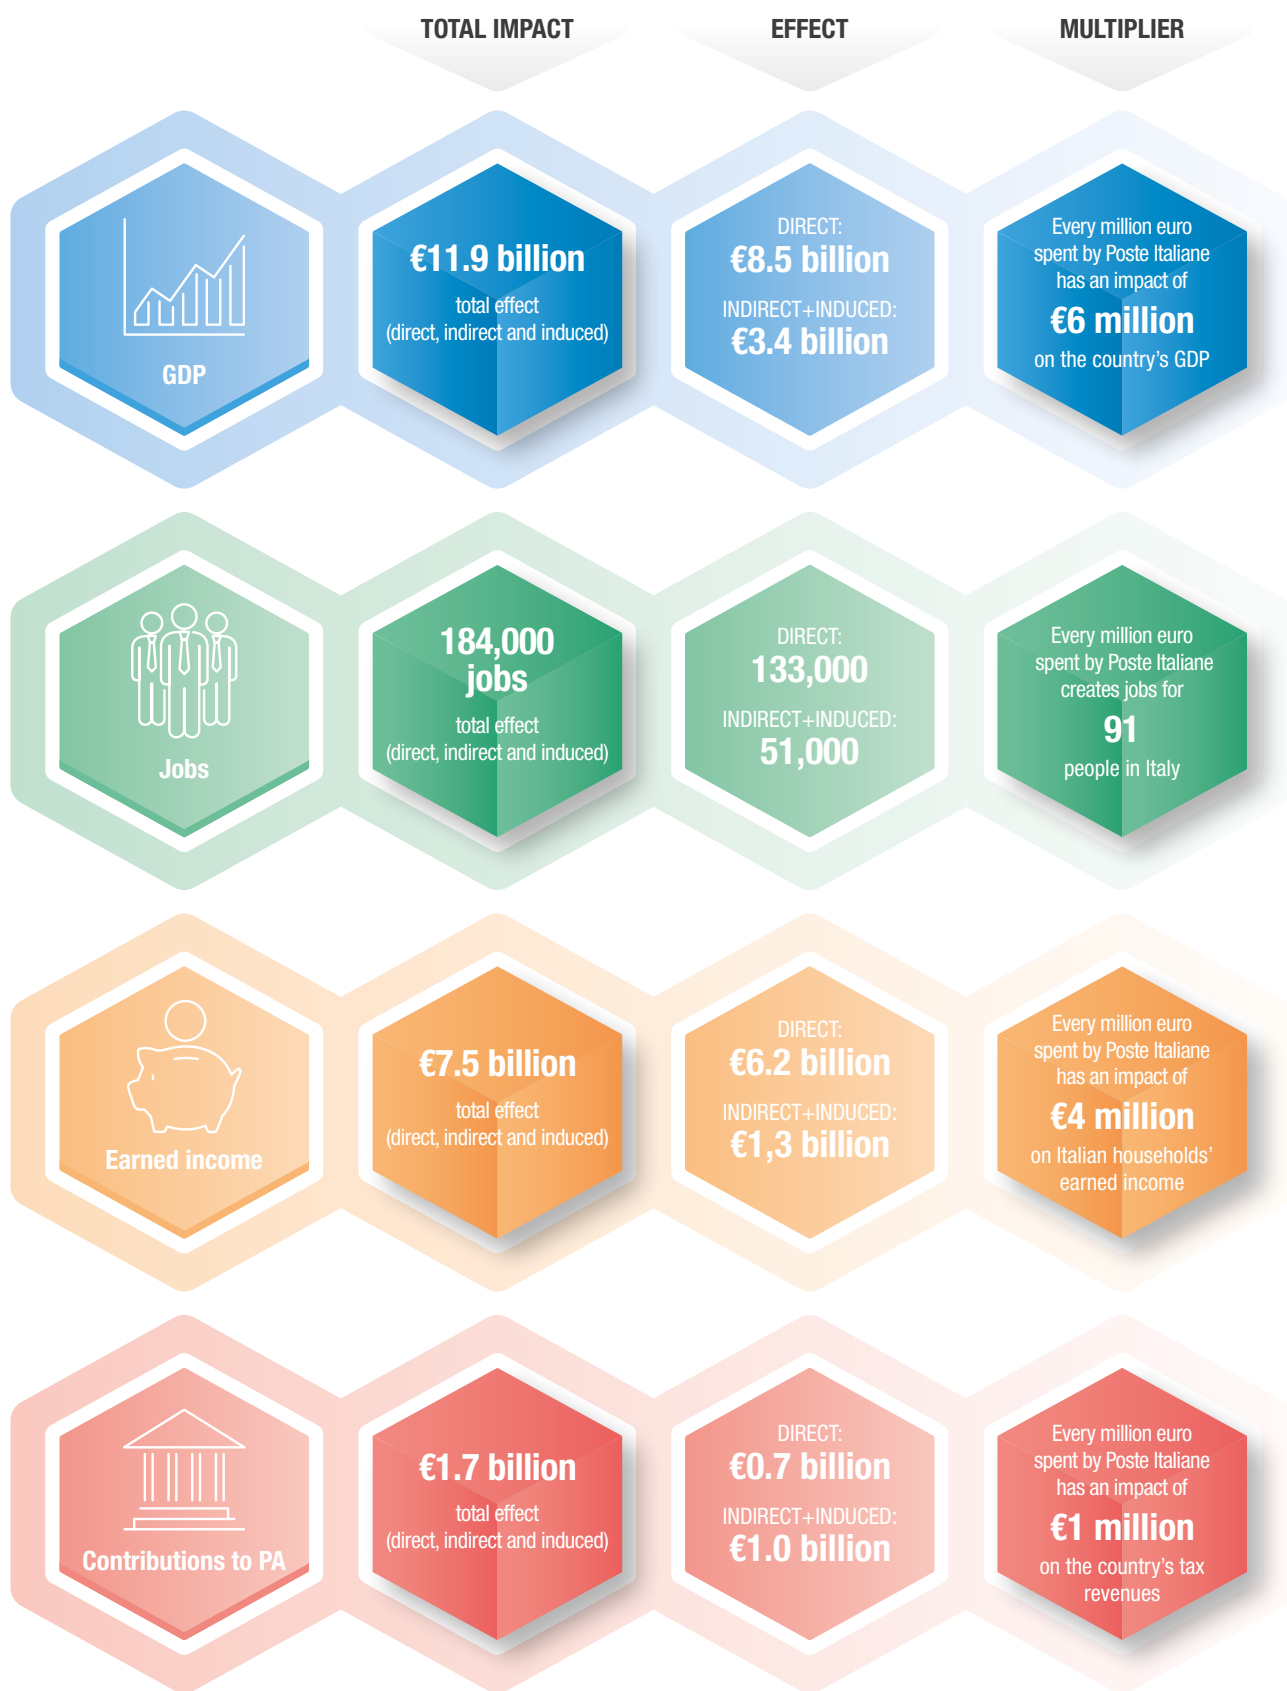 TOTAL IMPACT
EFFECT
MULTIPLIER
GDP
€11.9 billion
total effect
(direct, indirect and induced)
DIRECT:
€8.5 billion
INDIRECT+INDUCED:
€3.4 billion
Every million euro
spent by Poste Italiane
has an impact of
€6 million
on the country's GDP
Jobs
184,000
jobs
total effect
(direct, indirect and induced)
DIRECT:
133,000
INDIRECT+INDUCED:
51,000
Every million euro
spent by Poste Italiane
creates jobs for
91
people in Italy
Earned income
€7.5 billion
total effect
(direct, indirect and induced)
DIRECT:
€6.2 billion
INDIRECT+INDUCED:
€1,3 billion
Every million euro
spent by Poste Italiane
has an impact of
€4 million
on Italian households'
earned income
Contributions to PA
€1.7 billion
total effect
(direct, indirect and induced)
DIRECT:
€0.7 billion
INDIRECT+INDUCED:
€1.0 billion
Every million euro
spent by Poste Italiane
has an impact of
€1 million
on the country's tax
revenues